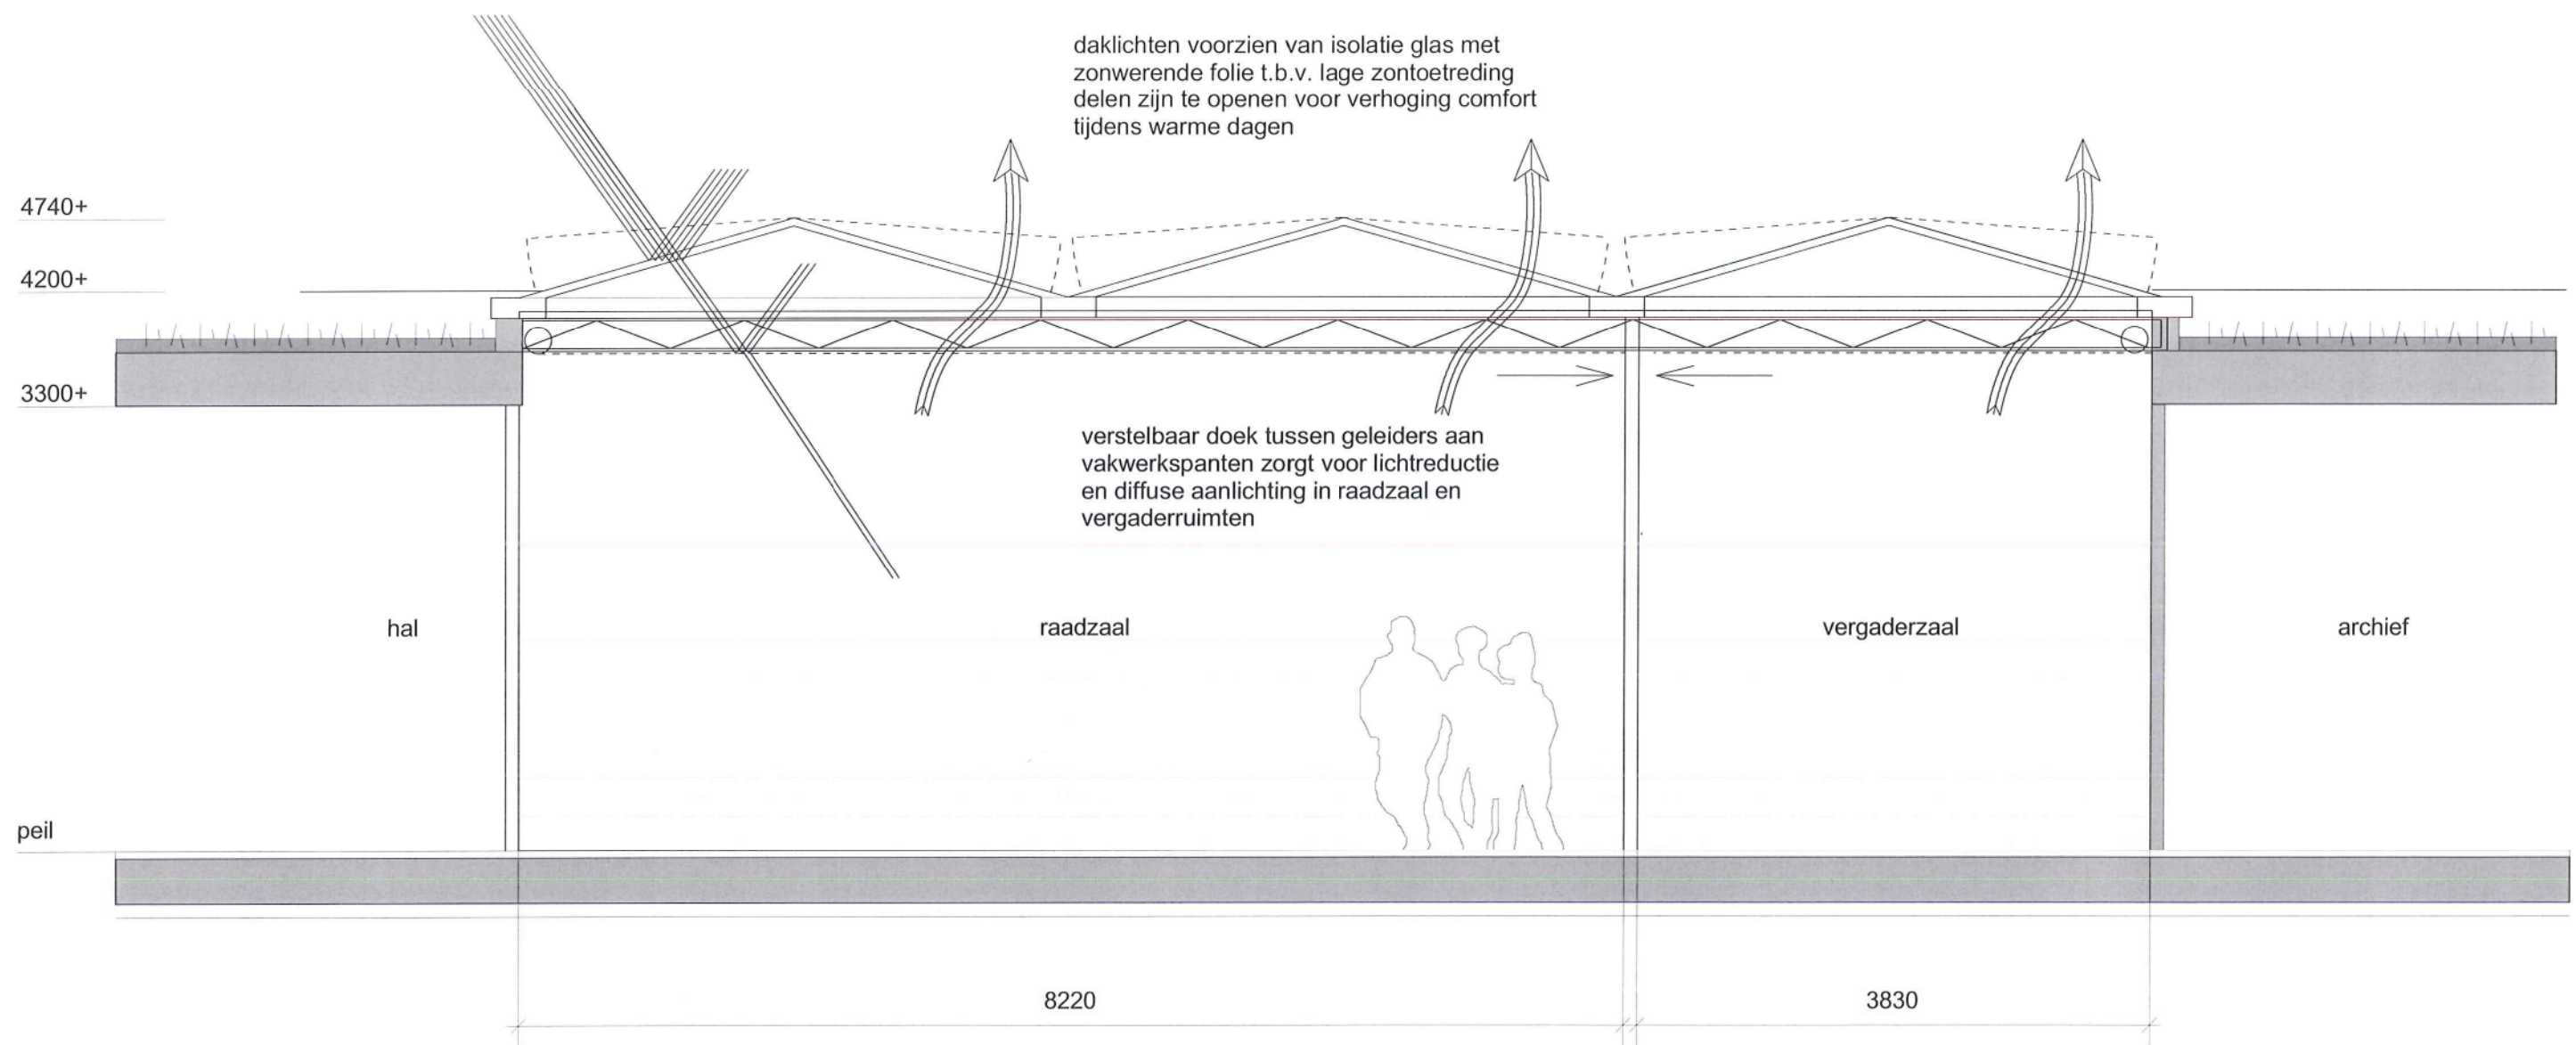 daklichten voorzien van isolatie glas met
zonwerende folie t.b.v. lage zontoetreding
delen zijn te openen voor verhoging comfort
tijdens warme dagen
4740+
4200+
3300+
verstelbaar doek tussen geleiders aan
vakwerkspanten zorgt voor lichtreductie
en diffuse aanlichting in raadzaal en
vergaderruimten
hal
raadzaal
vergaderzaal
archief
peil
8220
3830